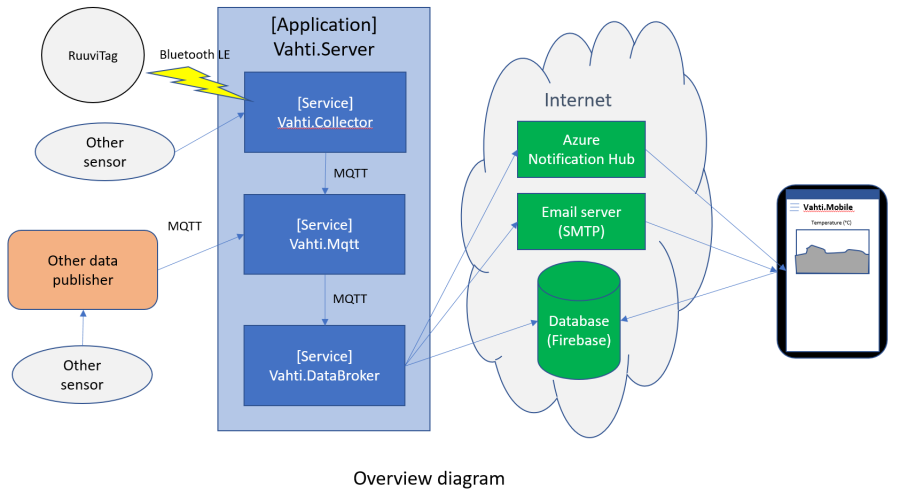 RuuviTag
Bluetooth LE
[Application]
Vahti.Server
[Service]
Vahti.Collector
Other
sensor
MQTT
[Service]
Vahti.Mqtt
MQTT
Other data
publisher
MQTT
[Service]
Vahti.DataBroker
Other
sensor
Internet
Azure
Notification Hub
Email server
(SMTP)
Database
(Firebase)
Vahti.Mobile
Temperature (°C)
Overview diagram